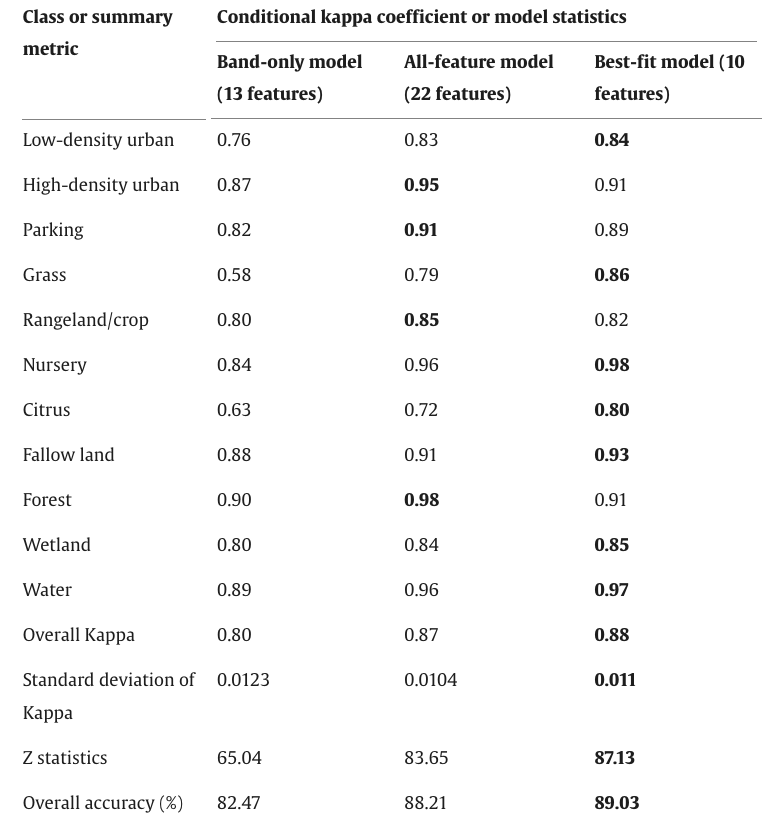 Class or summary metric Conditional kappa coefficient or model statistics
Band-only model (13 features) All-feature model (22 features) Best-fit model (10 features)
Low-density urban 0.76 0.83 0.84
High-density urban 0.87 0.95 0.91
Parking 0.82 0.91 0.89
Grass 0.58 0.79 0.86
Rangeland/crop 0.80 0.85 0.82
Nursery 0.84 0.96 0.98
Citrus 0.63 0.72 0.80
Fallow land 0.88 0.91 0.93
Forest 0.90 0.98 0.91
Wetland 0.80 0.84 0.85
Water 0.89 0.96 0.97
Overall Kappa 0.80 0.87 0.88
Standard deviation of Kappa 0.0123 0.0104 0.011
Z statistics 65.04 83.65 87.13
Overall accuracy (%) 82.47 88.21 89.03